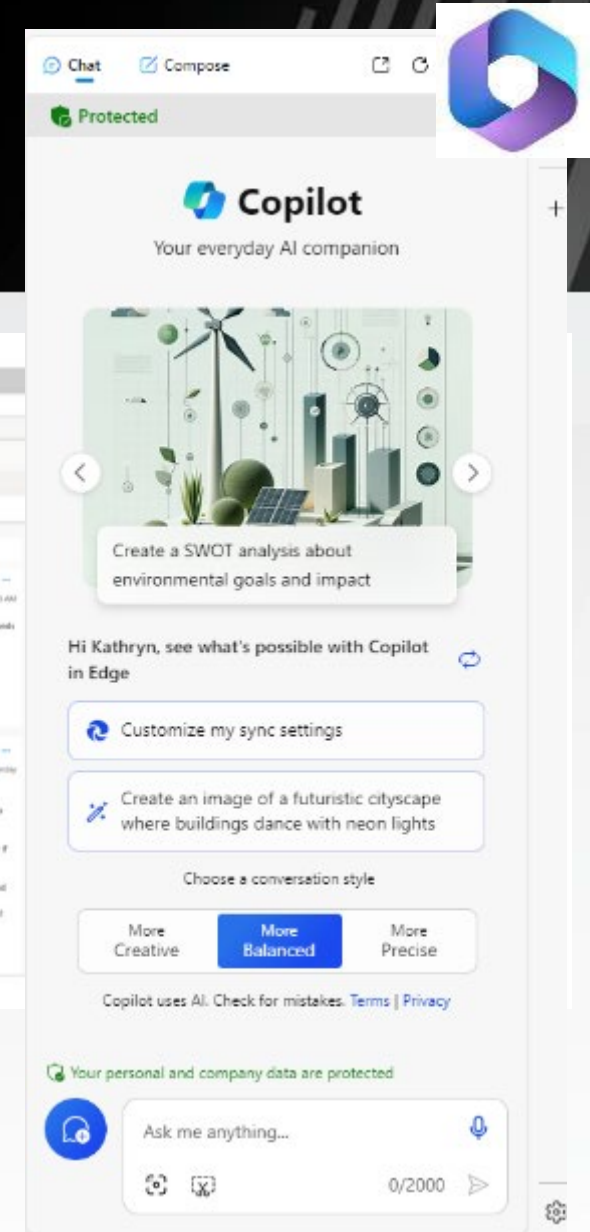 Chat Compose
Protected
Copilot
Your everyday AI companion
Create a SWOT analysis about
environmental goals and impact
Hi Kathryn, see what's possible with Copilot
in Edge
Customize my sync settings
Create an image of a futuristic cityscape
where buildings dance with neon lights
Choose a conversation style
More Creative
More Balanced
More Precise
Copilot uses AI. Check for mistakes. Terms | Privacy
Your personal and company data are protected
Ask me anything...
0/2000